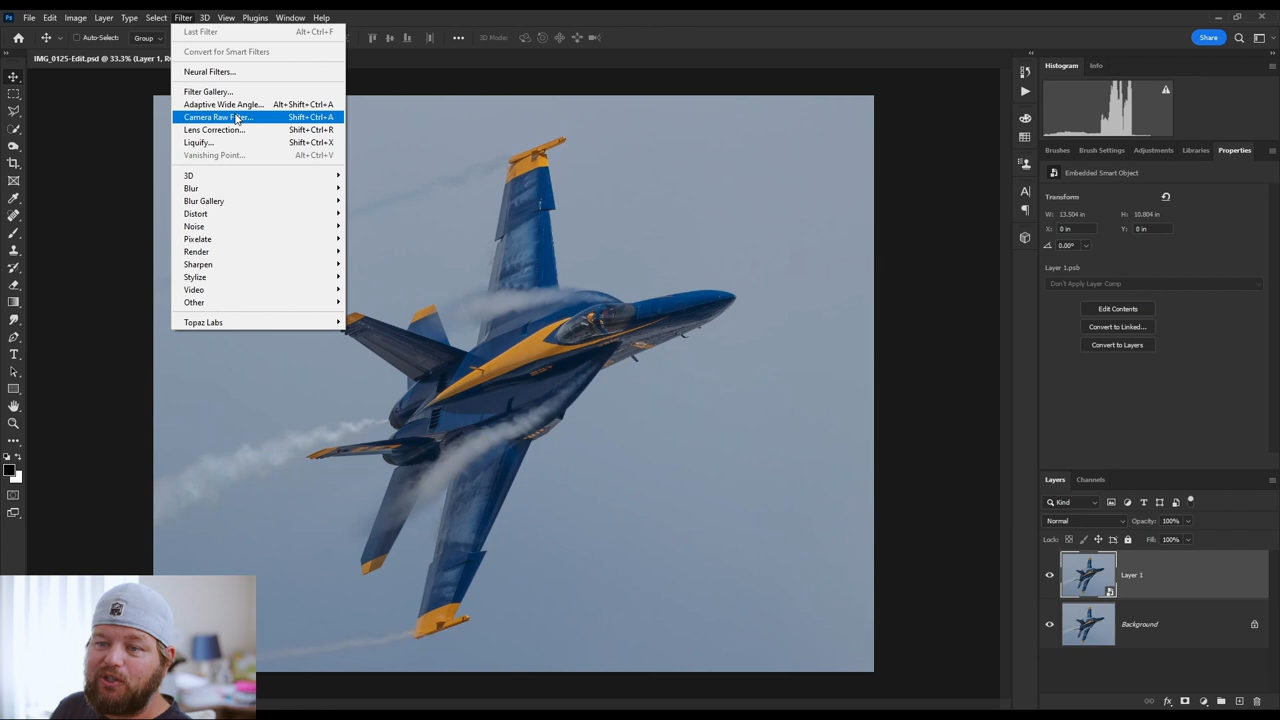 Ps File Edit Image Layer Type Select Filter 3D View Plugins Window Help
Auto-Select: Group 3D Mode: Share
IMG_0125-Edit.psd @ 33.3% (Layer 1, R
Last Filter Alt+Ctrl+F
Convert for Smart Filters
Neural Filters...
Filter Gallery...
Adaptive Wide Angle... Alt+Shift+Ctrl+A
Camera Raw Filter... Shift+Ctrl+A
Lens Correction... Shift+Ctrl+R
Liquify... Shift+Ctrl+X
Vanishing Point... Alt+Ctrl+V
3D
Blur
Blur Gallery
Distort
Noise
Pixelate
Render
Sharpen
Stylize
Video
Other
Topaz Labs
Histogram Info
Brushes Brush Settings Adjustments Libraries Properties
Embedded Smart Object
Transform
W: 13.504 in H: 10.804 in
X: 0 in Y: 0 in
0.00°
Layer 1.psb
Don't Apply Layer Comp
Edit Contents
Convert to Linked...
Convert to Layers
Layers Channels
Kind
Normal Opacity: 100%
Lock: Fill: 100%
Layer 1
Background